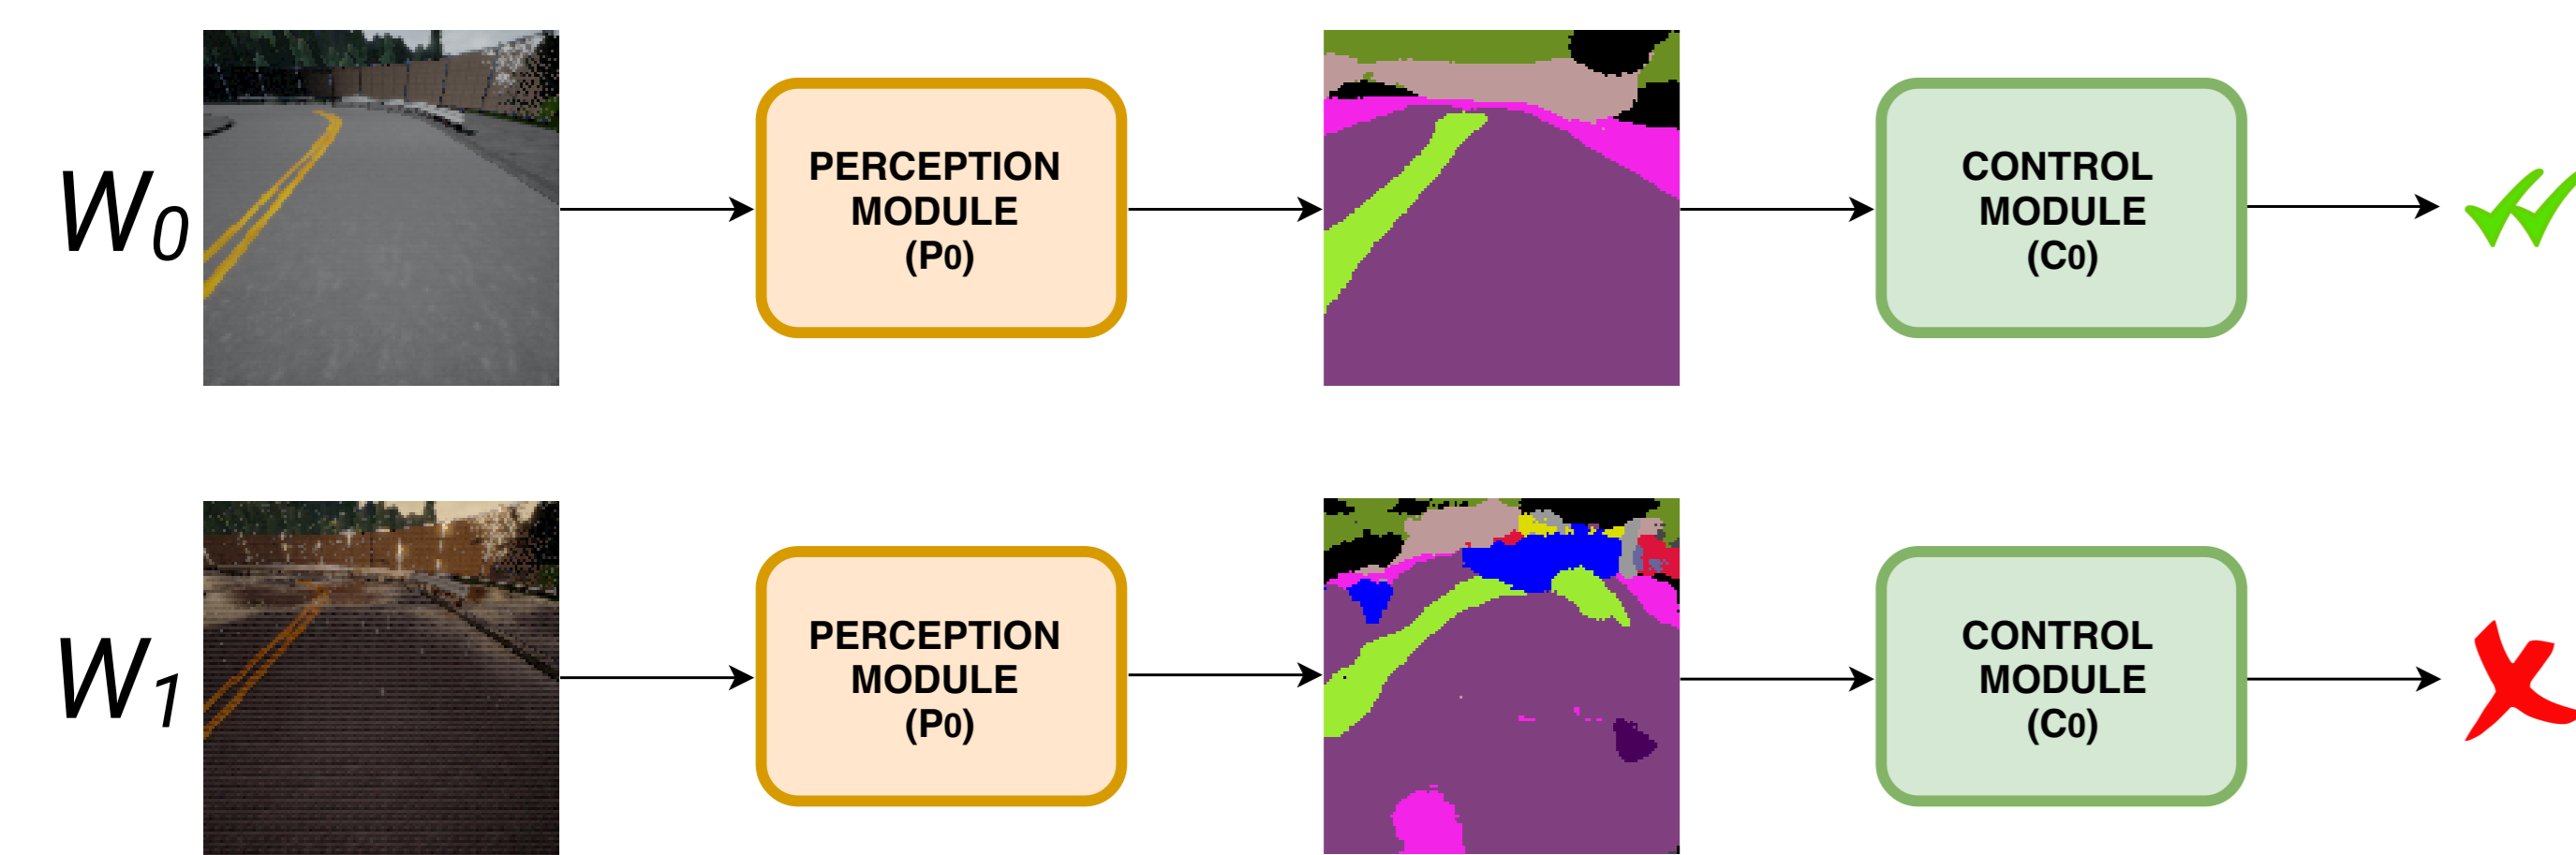 W0
PERCEPTION
MODULE
(P0)
CONTROL
MODULE
(C0)
W1
PERCEPTION
MODULE
(P0)
CONTROL
MODULE
(C0)